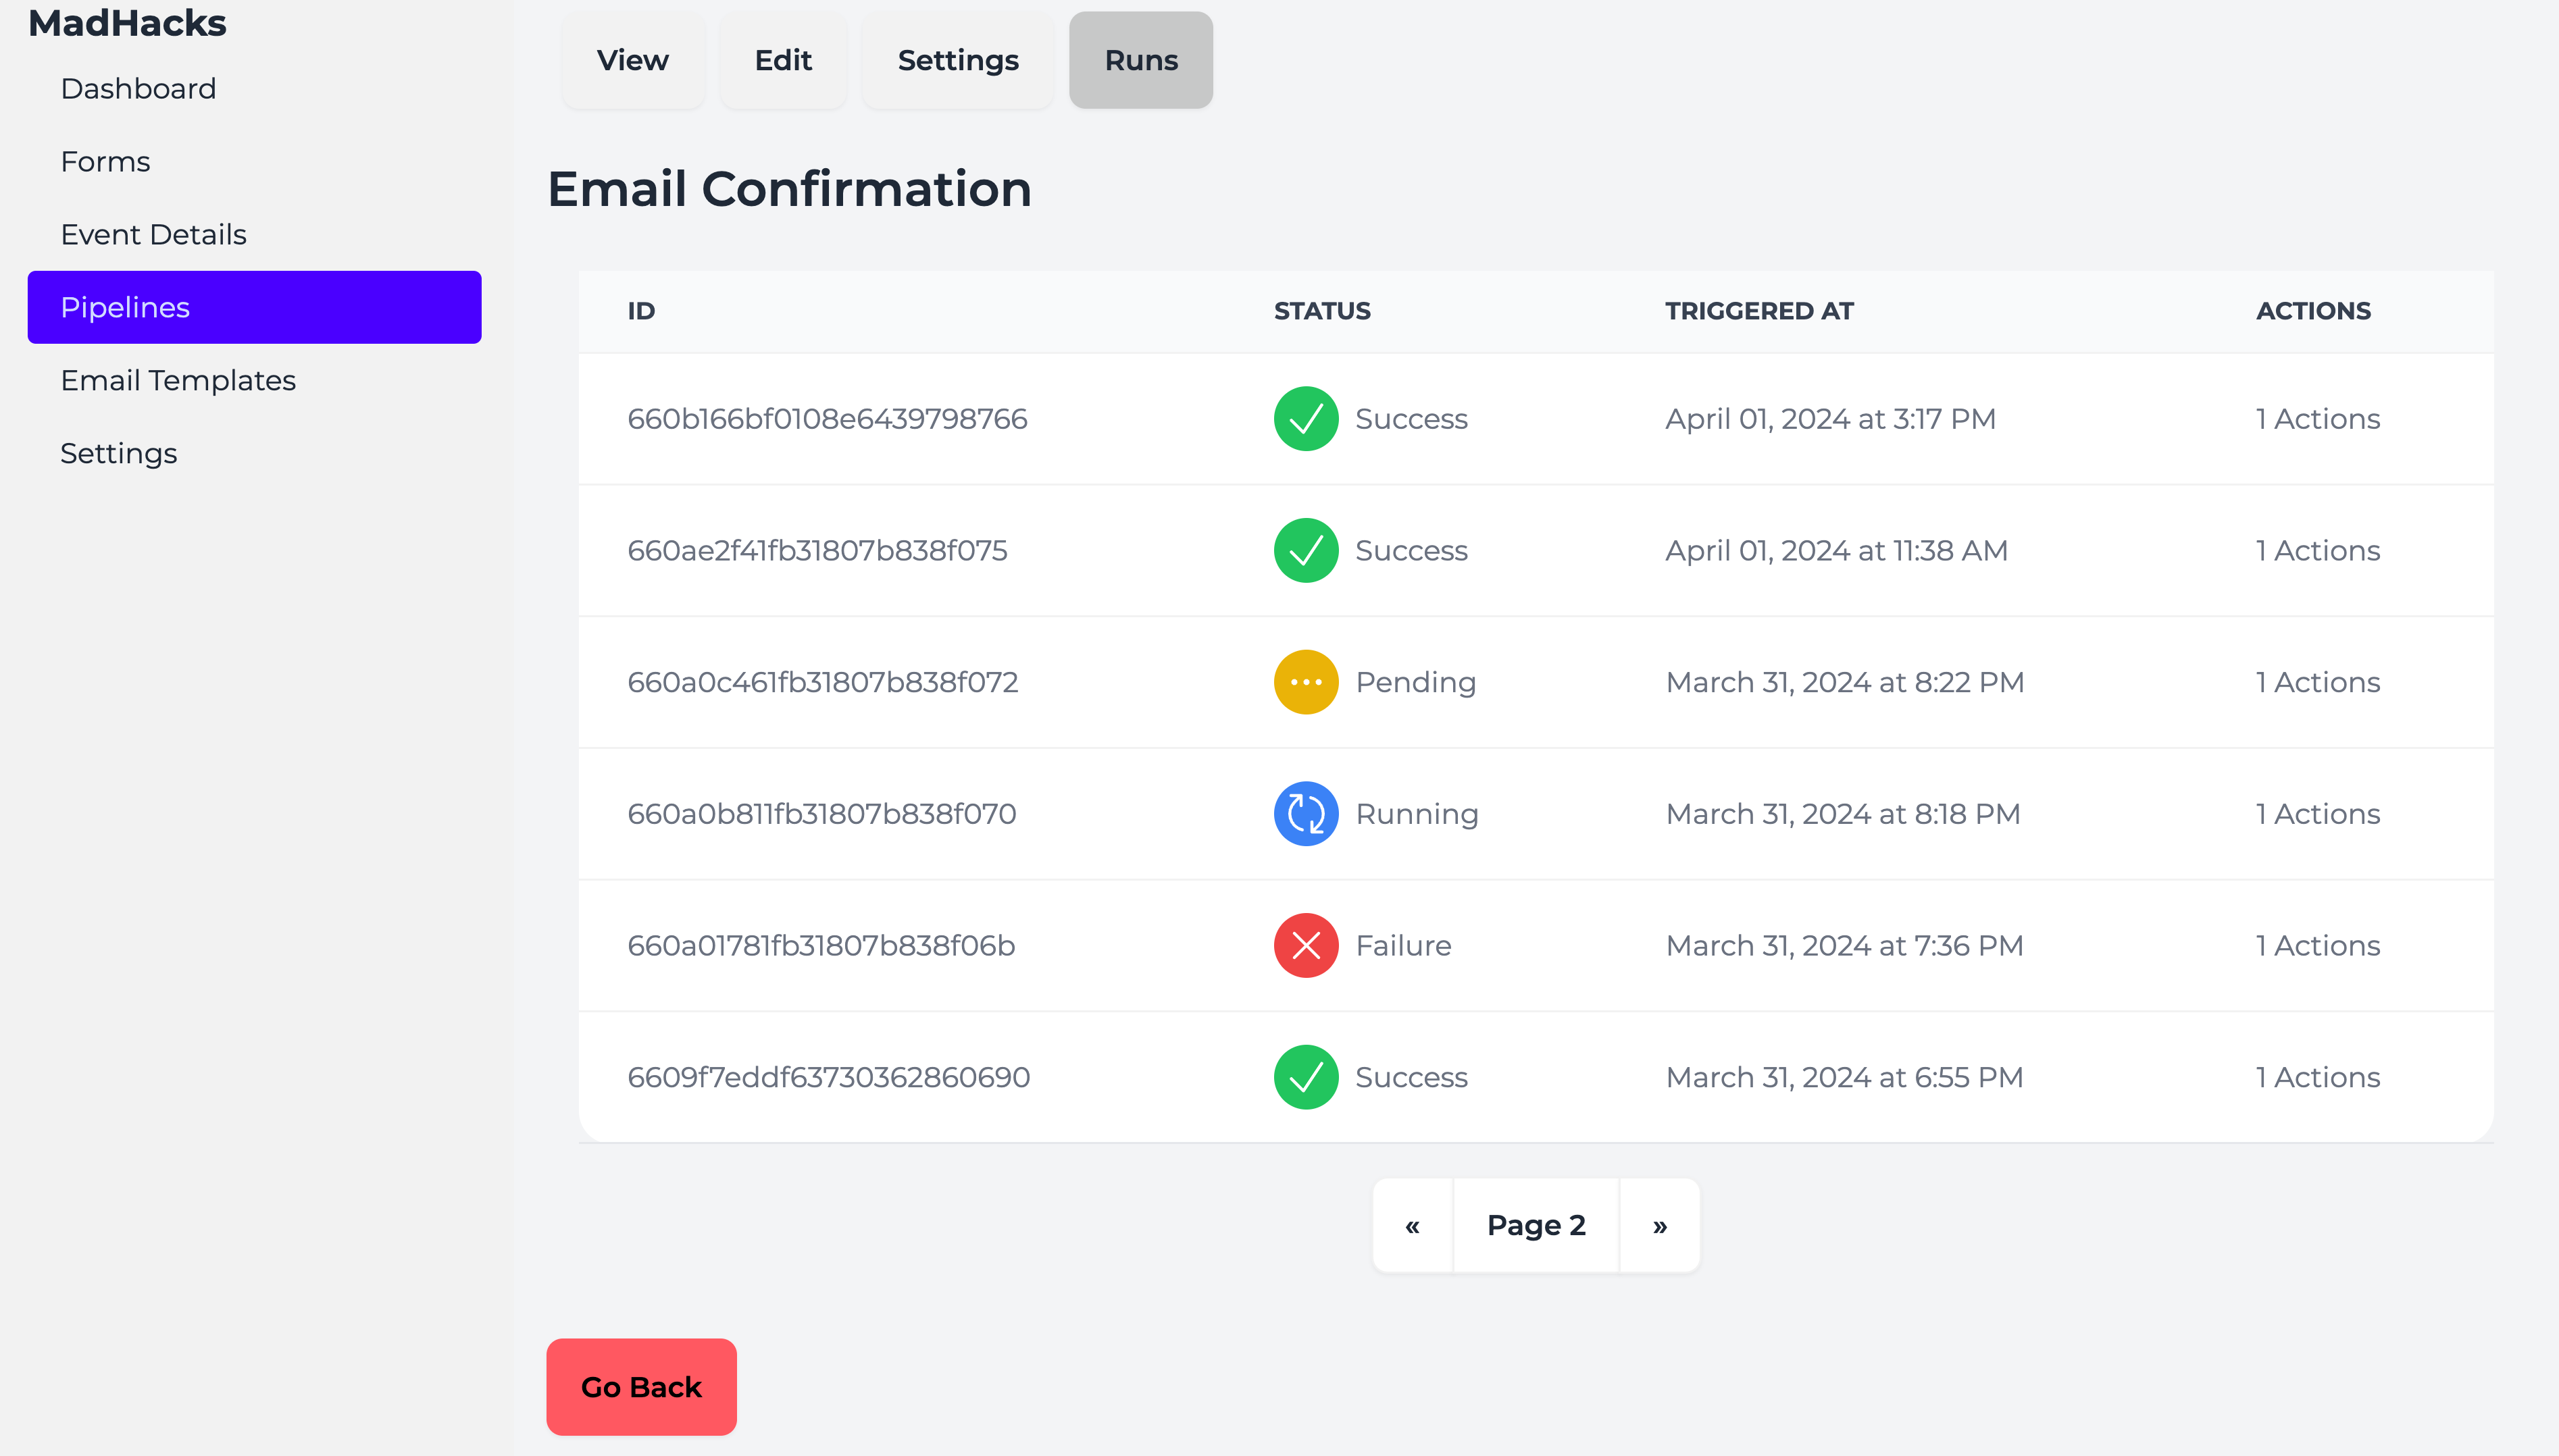 MadHacks
Dashboard
Forms
Event Details
Pipelines
Email Templates
Settings
View Edit Settings Runs
Email Confirmation
ID STATUS TRIGGERED AT ACTIONS
660b166bf0108e6439798766 Success April 01, 2024 at 3:17 PM 1 Actions
660ae2f41fb31807b838f075 Success April 01, 2024 at 11:38 AM 1 Actions
660a0c461fb31807b838f072 Pending March 31, 2024 at 8:22 PM 1 Actions
660a0b811fb31807b838f070 Running March 31, 2024 at 8:18 PM 1 Actions
660a01781fb31807b838f06b Failure March 31, 2024 at 7:36 PM 1 Actions
6609f7eddf63730362860690 Success March 31, 2024 at 6:55 PM 1 Actions
« Page 2 »
Go Back